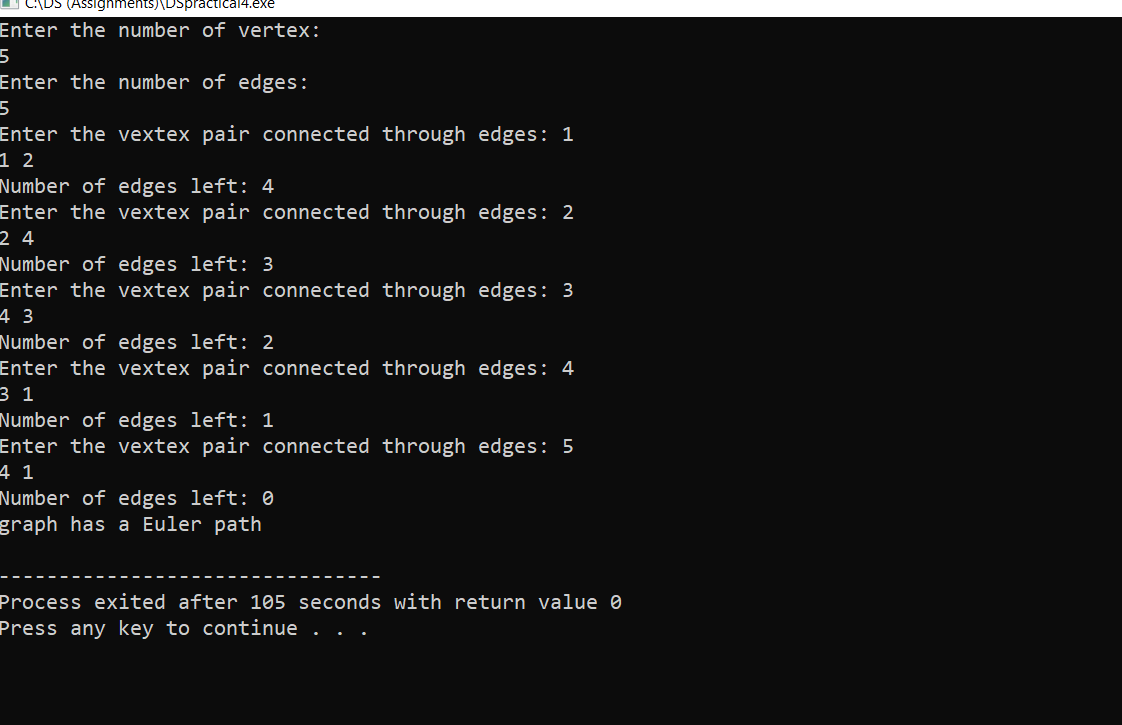 C:\DS (Assignments)\DSpractical4.exe
Enter the number of vertex:
5
Enter the number of edges:
5
Enter the vextex pair connected through edges: 1
1 2
Number of edges left: 4
Enter the vextex pair connected through edges: 2
2 4
Number of edges left: 3
Enter the vextex pair connected through edges: 3
4 3
Number of edges left: 2
Enter the vextex pair connected through edges: 4
3 1
Number of edges left: 1
Enter the vextex pair connected through edges: 5
4 1
Number of edges left: 0
graph has a Euler path
--------------------------------
Process exited after 105 seconds with return value 0
Press any key to continue . . .